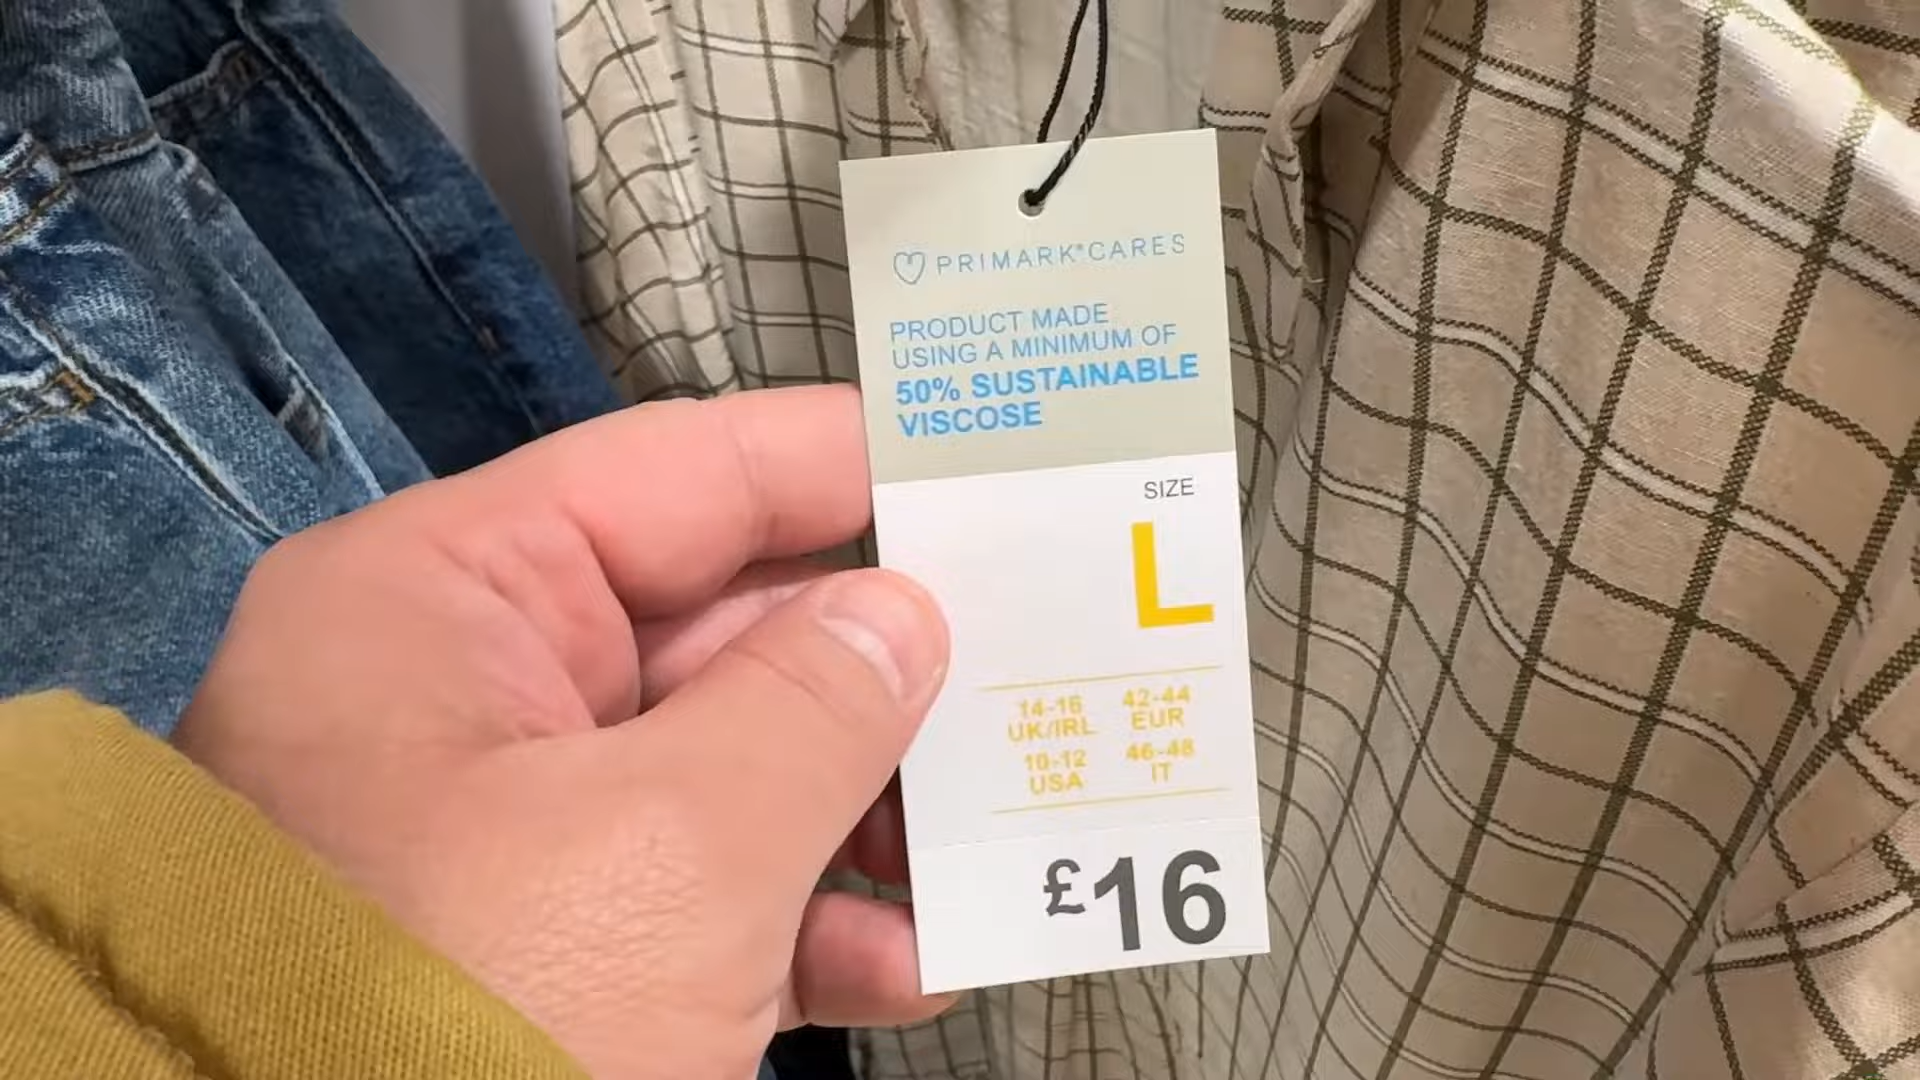 PRIMARK®CARES
PRODUCT MADE
USING A MINIMUM OF
50% SUSTAINABLE
VISCOSE
SIZE
L
14-16 42-44
UK/IRL EUR
10-12 46-48
USA IT
£16